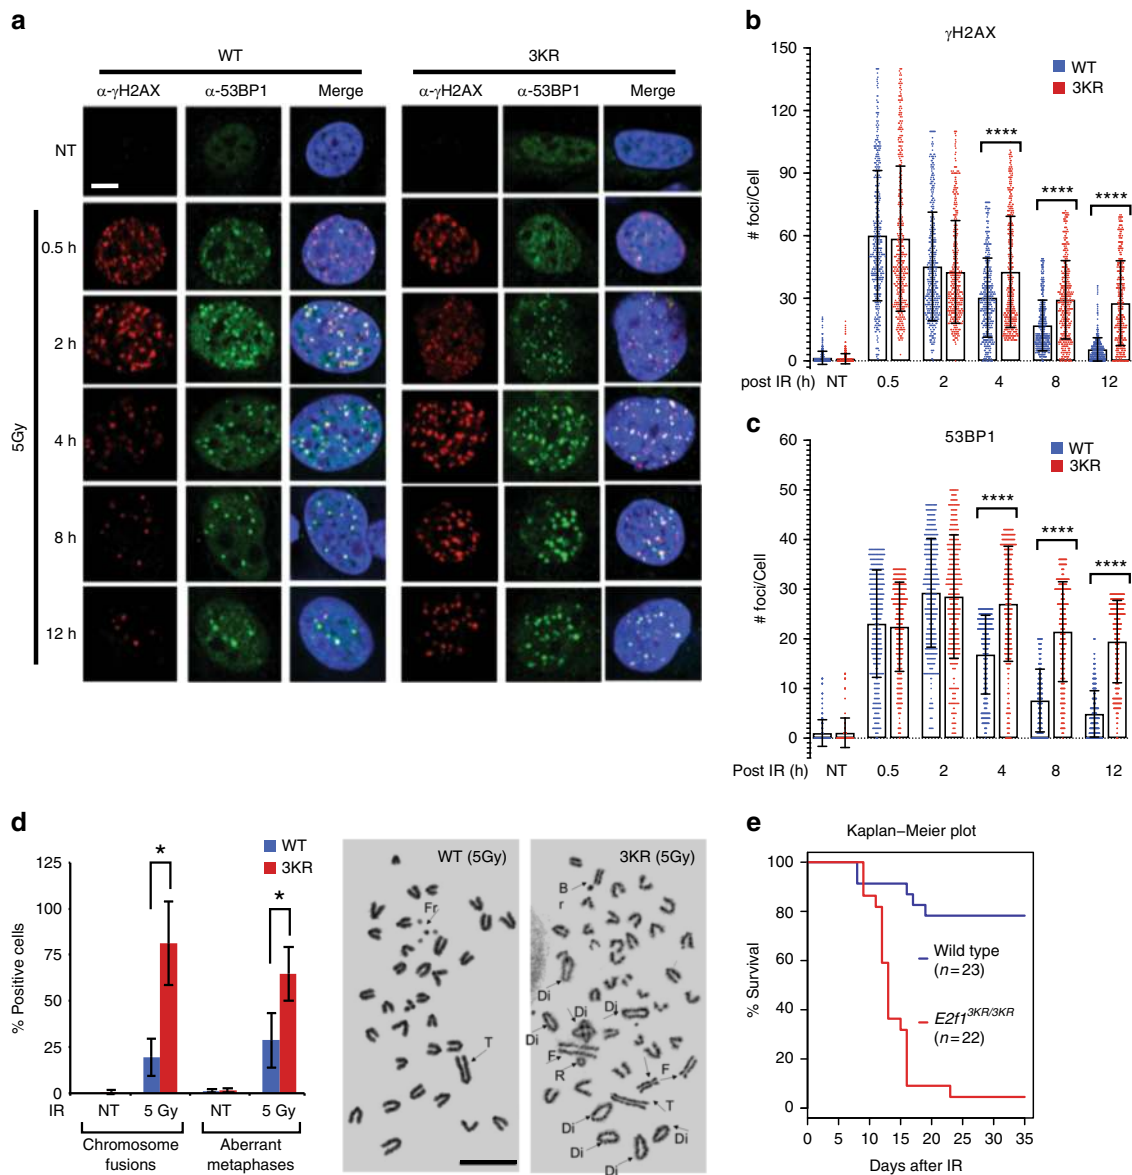 a
WT
3KR
α-γH2AX
α-53BP1
Merge
α-γH2AX
α-53BP1
Merge
NT
0.5 h
2 h
4 h
8 h
12 h
5Gy
b
γH2AX
WT
3KR
# foci/Cell
150
120
90
60
30
0
****
****
****
post IR (h)
NT
0.5
2
4
8
12
c
53BP1
WT
3KR
# foci/Cell
60
50
40
30
20
10
0
****
****
****
Post IR (h)
NT
0.5
2
4
8
12
d
WT
3KR
% Positive cells
125
100
75
50
25
0
*
*
IR
NT
5 Gy
NT
5 Gy
Chromosome
fusions
Aberrant
metaphases
WT (5Gy)
Fr
T
3KR (5Gy)
B
r
Di
Di
Di
Di
F
R
F
T
Di
Di
Di
Di
e
Kaplan–Meier plot
% Survival
100
80
60
40
20
0
Wild type
(n=23)
E2f1 3KR/3KR
(n=22)
0
5
10
15
20
25
30
35
Days after IR